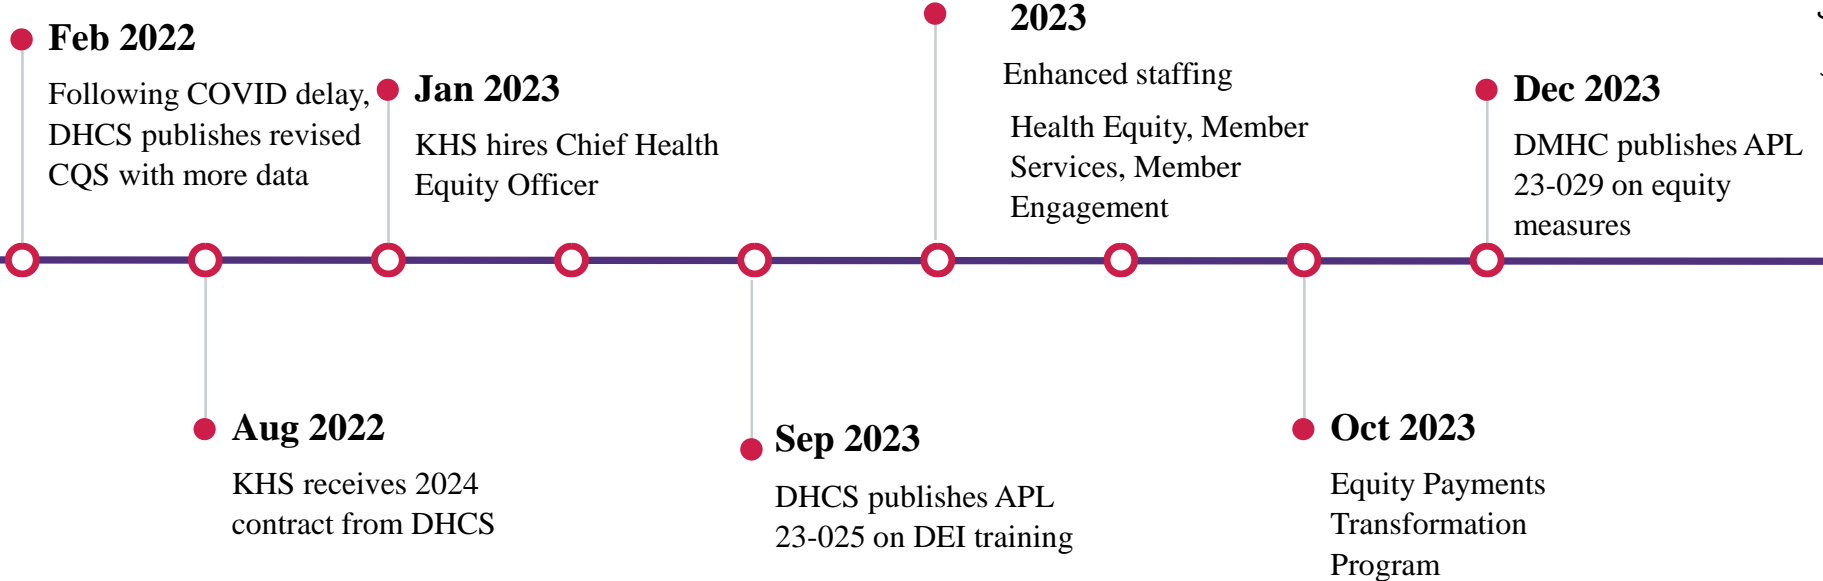 Feb 2022
Following COVID delay,
DHCS publishes revised
CQS with more data
Jan 2023
KHS hires Chief Health
Equity Officer
2023
Enhanced staffing
Health Equity, Member
Services, Member
Engagement
Dec 2023
DMHC publishes APL
23-029 on equity
measures
Aug 2022
KHS receives 2024
contract from DHCS
Sep 2023
DHCS publishes APL
23-025 on DEI training
Oct 2023
Equity Payments
Transformation
Program